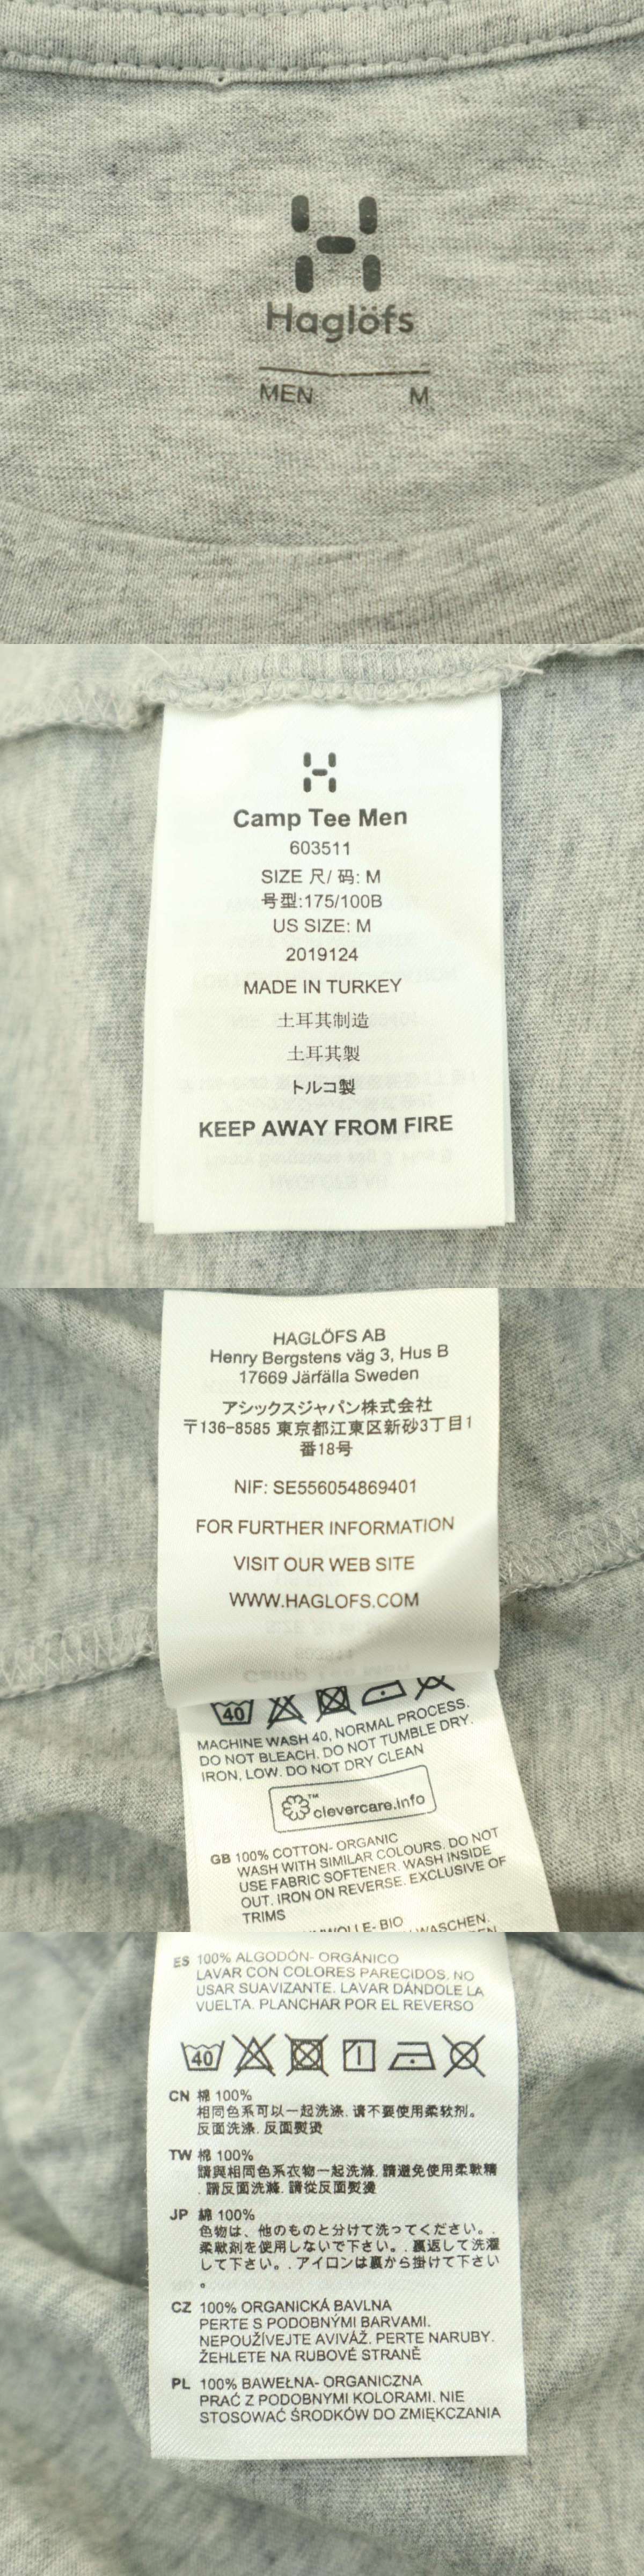 Haglöfs
MEN M
Camp Tee Men
603511
SIZE 尺/ 码: M
号型:175/100B
US SIZE: M
2019124
MADE IN TURKEY
土耳其制造
土耳其製
トルコ製
KEEP AWAY FROM FIRE
HAGLÖFS AB
Henry Bergstens väg 3, Hus B
17669 Järfälla Sweden
アシックスジャパン株式会社
〒136-8585 東京都江東区新砂3丁目1
番18号
NIF: SE556054869401
FOR FURTHER INFORMATION
VISIT OUR WEB SITE
WWW.HAGLOFS.COM
40
MACHINE WASH 40, NORMAL PROCESS.
DO NOT BLEACH. DO NOT TUMBLE DRY.
IRON, LOW. DO NOT DRY CLEAN
™ clevercare.info
GB 100% COTTON- ORGANIC
WASH WITH SIMILAR COLOURS. DO NOT
USE FABRIC SOFTENER. WASH INSIDE
OUT. IRON ON REVERSE. EXCLUSIVE OF
TRIMS
BIO
WASCHEN.
ES 100% ALGODÓN- ORGÁNICO
LAVAR CON COLORES PARECIDOS. NO
USAR SUAVIZANTE. LAVAR DÁNDOLE LA
VUELTA. PLANCHAR POR EL REVERSO
40
CN 棉 100%
相同色系可以一起洗涤. 请不要使用柔软剂。
反面洗涤. 反面熨烫
TW 棉 100%
請與相同色系衣物一起洗滌. 請避免使用柔軟精
. 請反面洗滌. 請從反面熨燙
JP 綿 100%
色物は、他のものと分けて洗ってください。.
柔軟剤を使用しないで下さい。. 裏返して洗濯
して下さい。. アイロンは裏から掛けて下さい
。
CZ 100% ORGANICKÁ BAVLNA
PERTE S PODOBNÝMI BARVAMI.
NEPOUŽÍVEJTE AVIVÁŽ. PERTE NARUBY.
ŽEHLETE NA RUBOVÉ STRANĚ
PL 100% BAWEŁNA- ORGANICZNA
PRAĆ Z PODOBNYMI KOLORAMI. NIE
STOSOWAĆ ŚRODKÓW DO ZMIĘKCZANIA